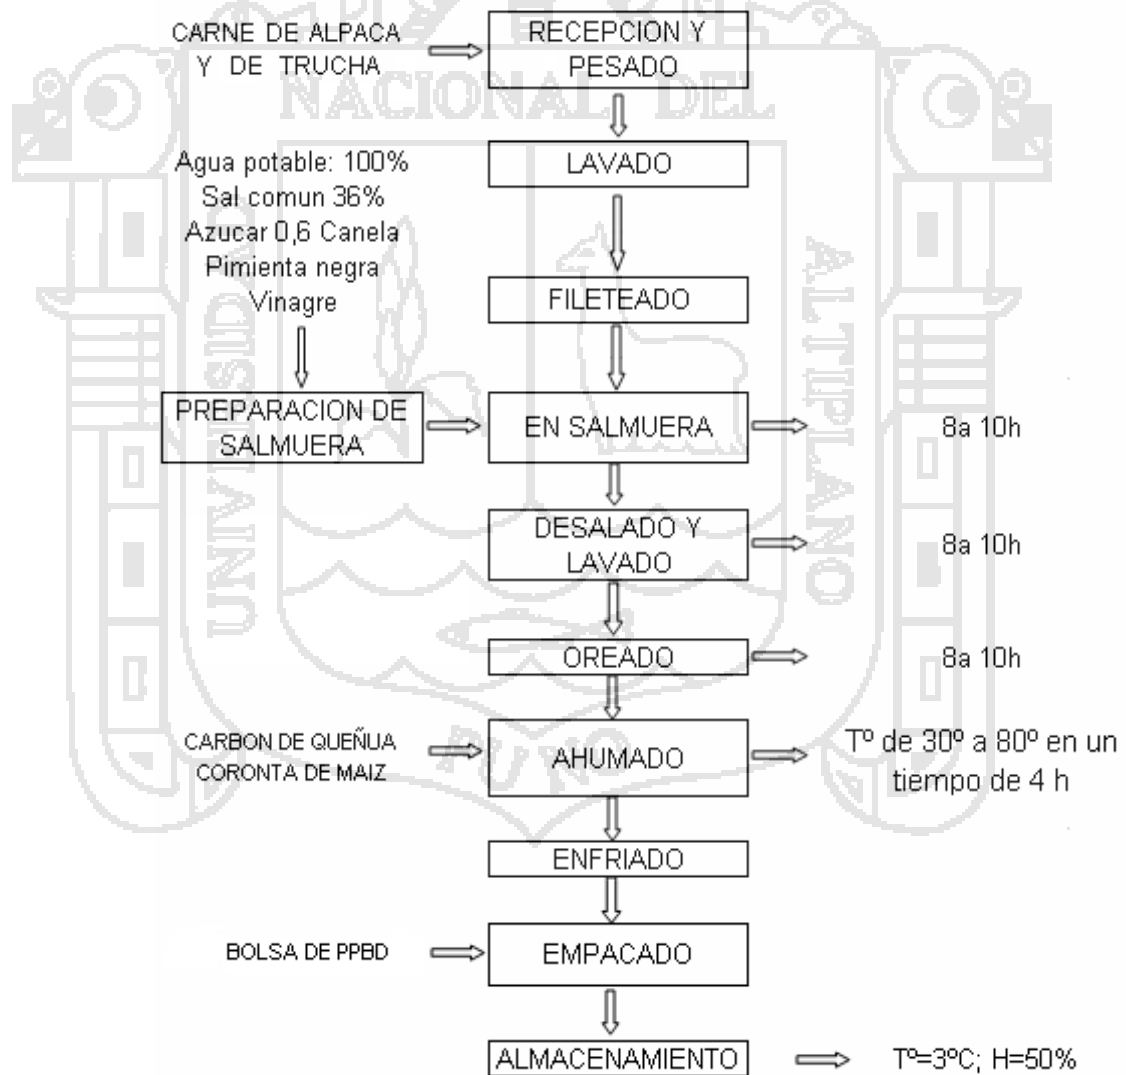 CARNE DE ALPACA
Y DE TRUCHA
RECEPCION Y
PESADO
NACIONAL DEL
LAVADO
Agua potable: 100%
Sal comun 36%
Azucar 0,6 Canela
Pimienta negra
Vinagre
FILETEADO
PREPARACION DE
SALMUERA
EN SALMUERA
8a 10h
DESALADO Y
LAVADO
8a 10h
OREADO
8a 10h
CARBON DE QUEÑUA
CORONTA DE MAIZ
AHUMADO
Tº de 30º a 80º en un
tiempo de 4 h
ENFRIADO
BOLSA DE PPBD
EMPACADO
ALMACENAMIENTO
Tº=3ºC; H=50%
UNIVERSIDAD
ALTIPLANO
PUNO